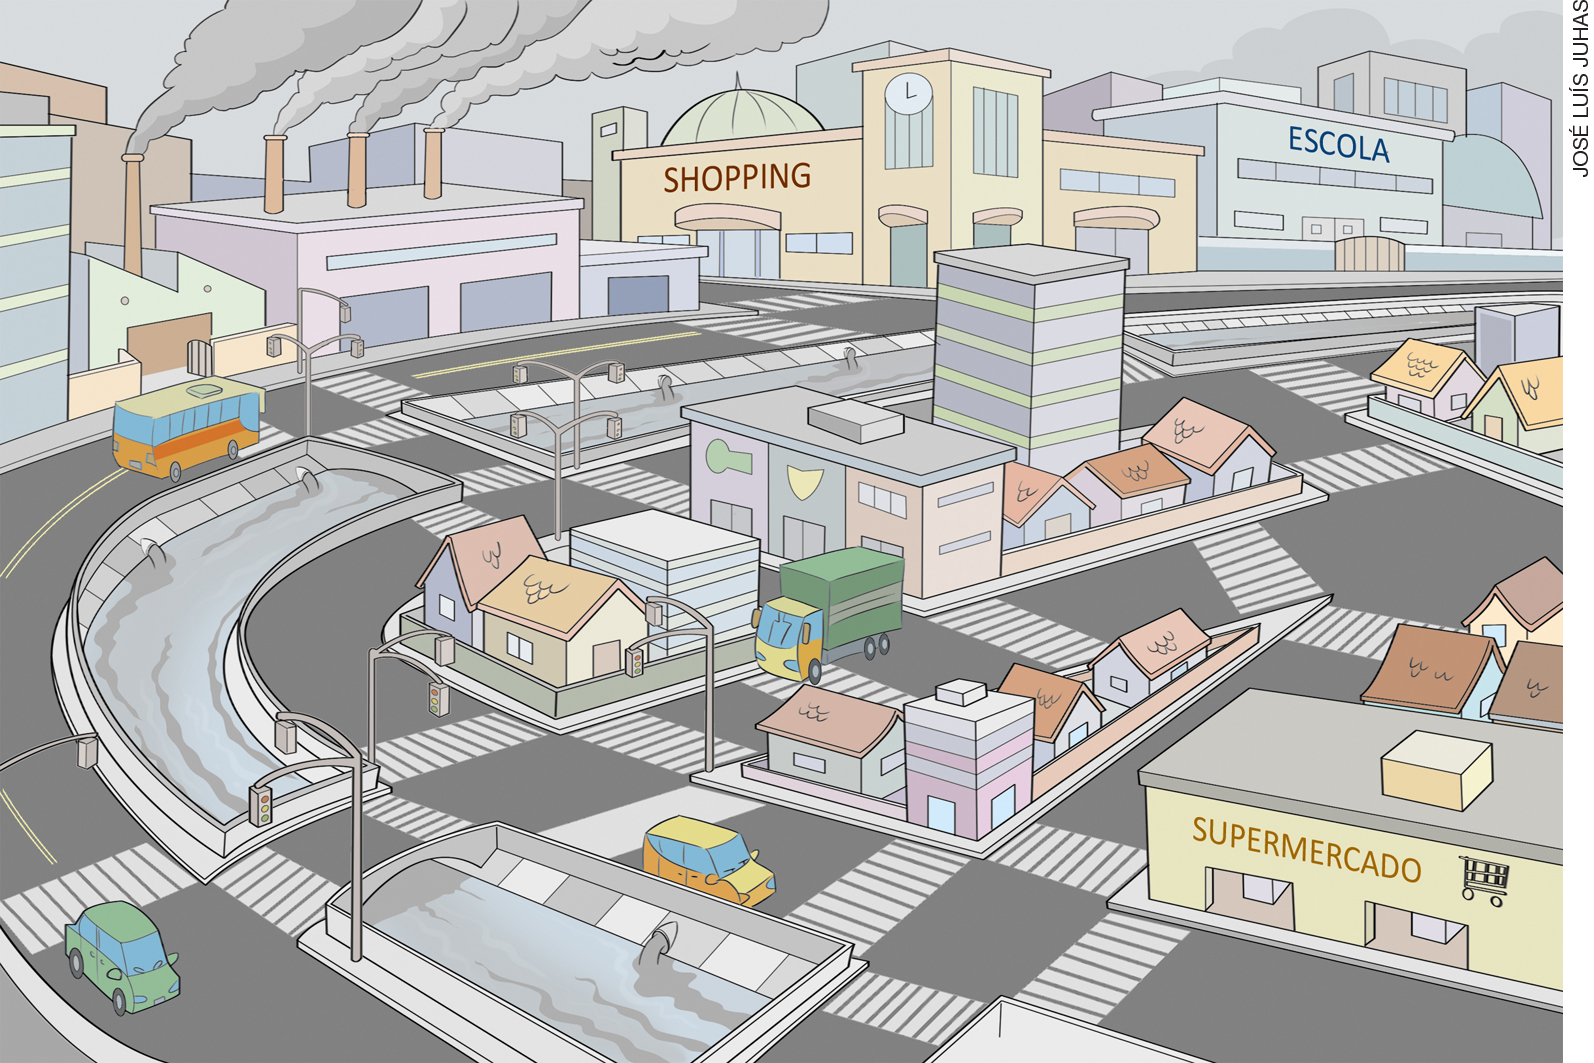 JOSÉ LUÍS JUHAS
SHOPPING
ESCOLA
SUPERMERCADO